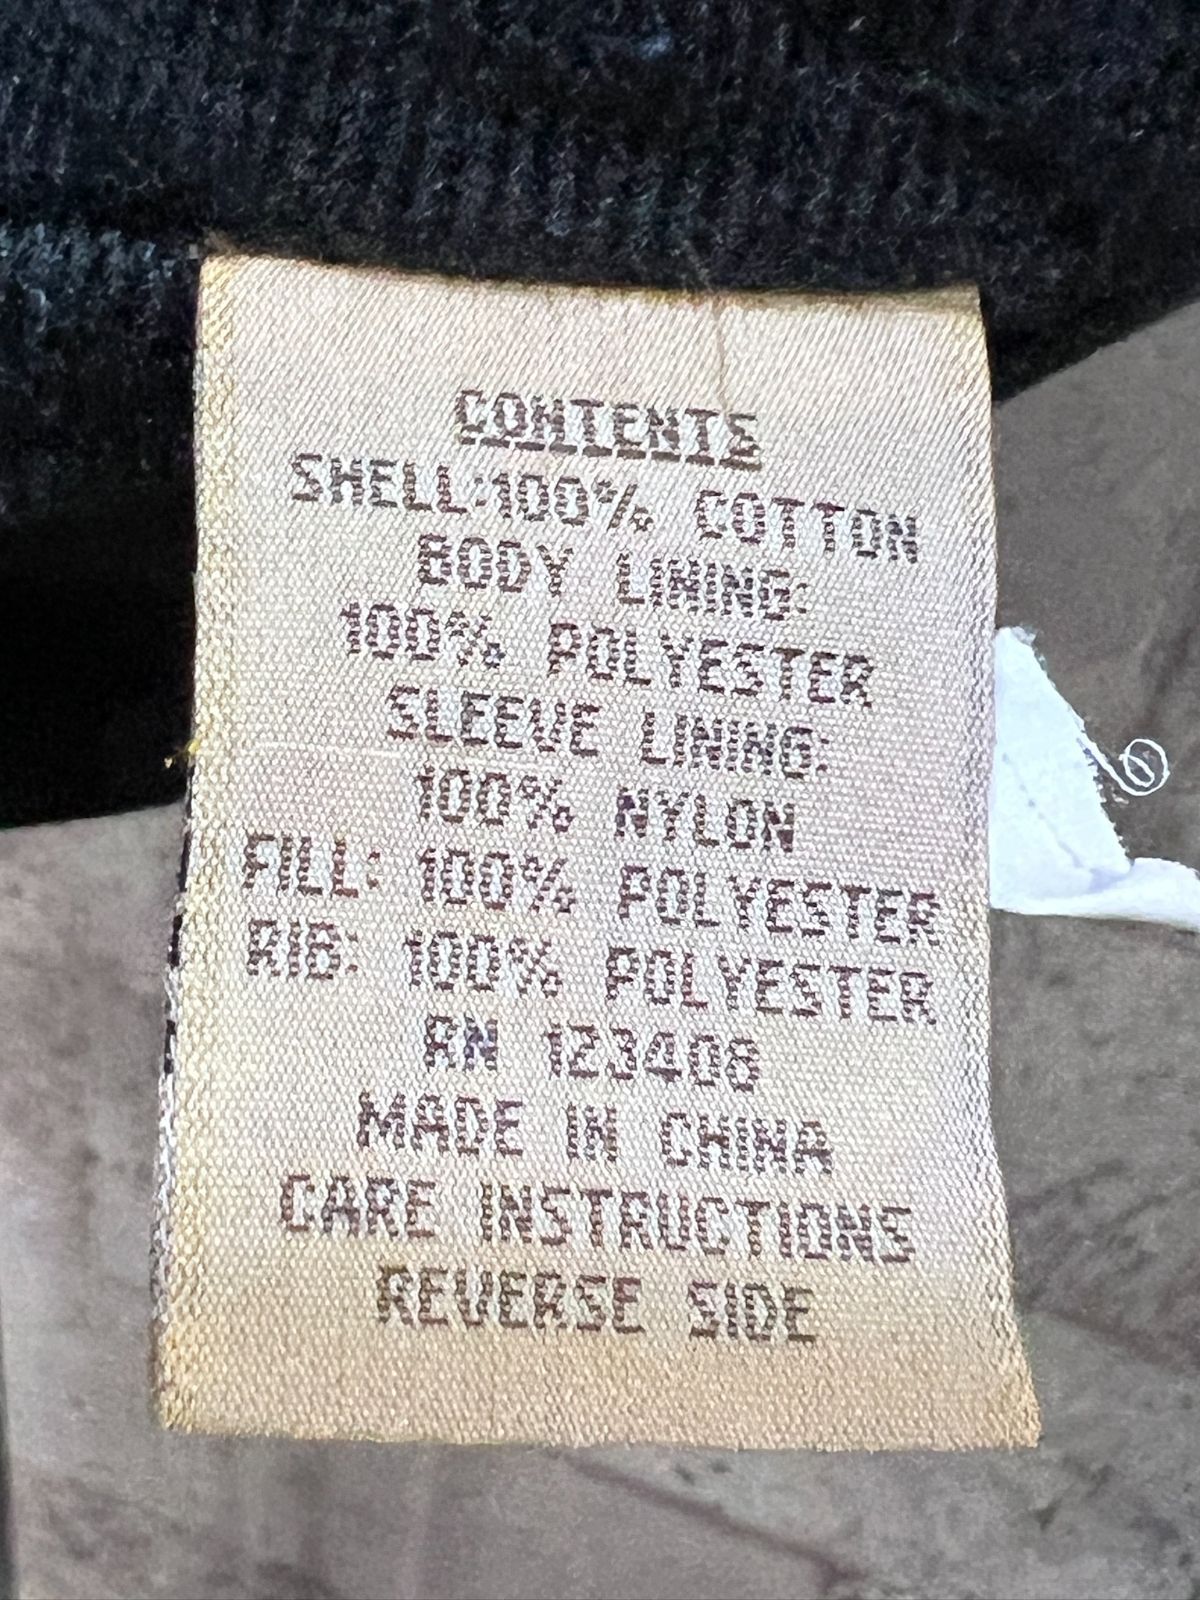 CONTENTS
SHELL:100% COTTON
BODY LINING:
100% POLYESTER
SLEEVE LINING:
100% NYLON
FILL: 100% POLYESTER
RIB: 100% POLYESTER
RN 123408
MADE IN CHINA
CARE INSTRUCTIONS
REVERSE SIDE